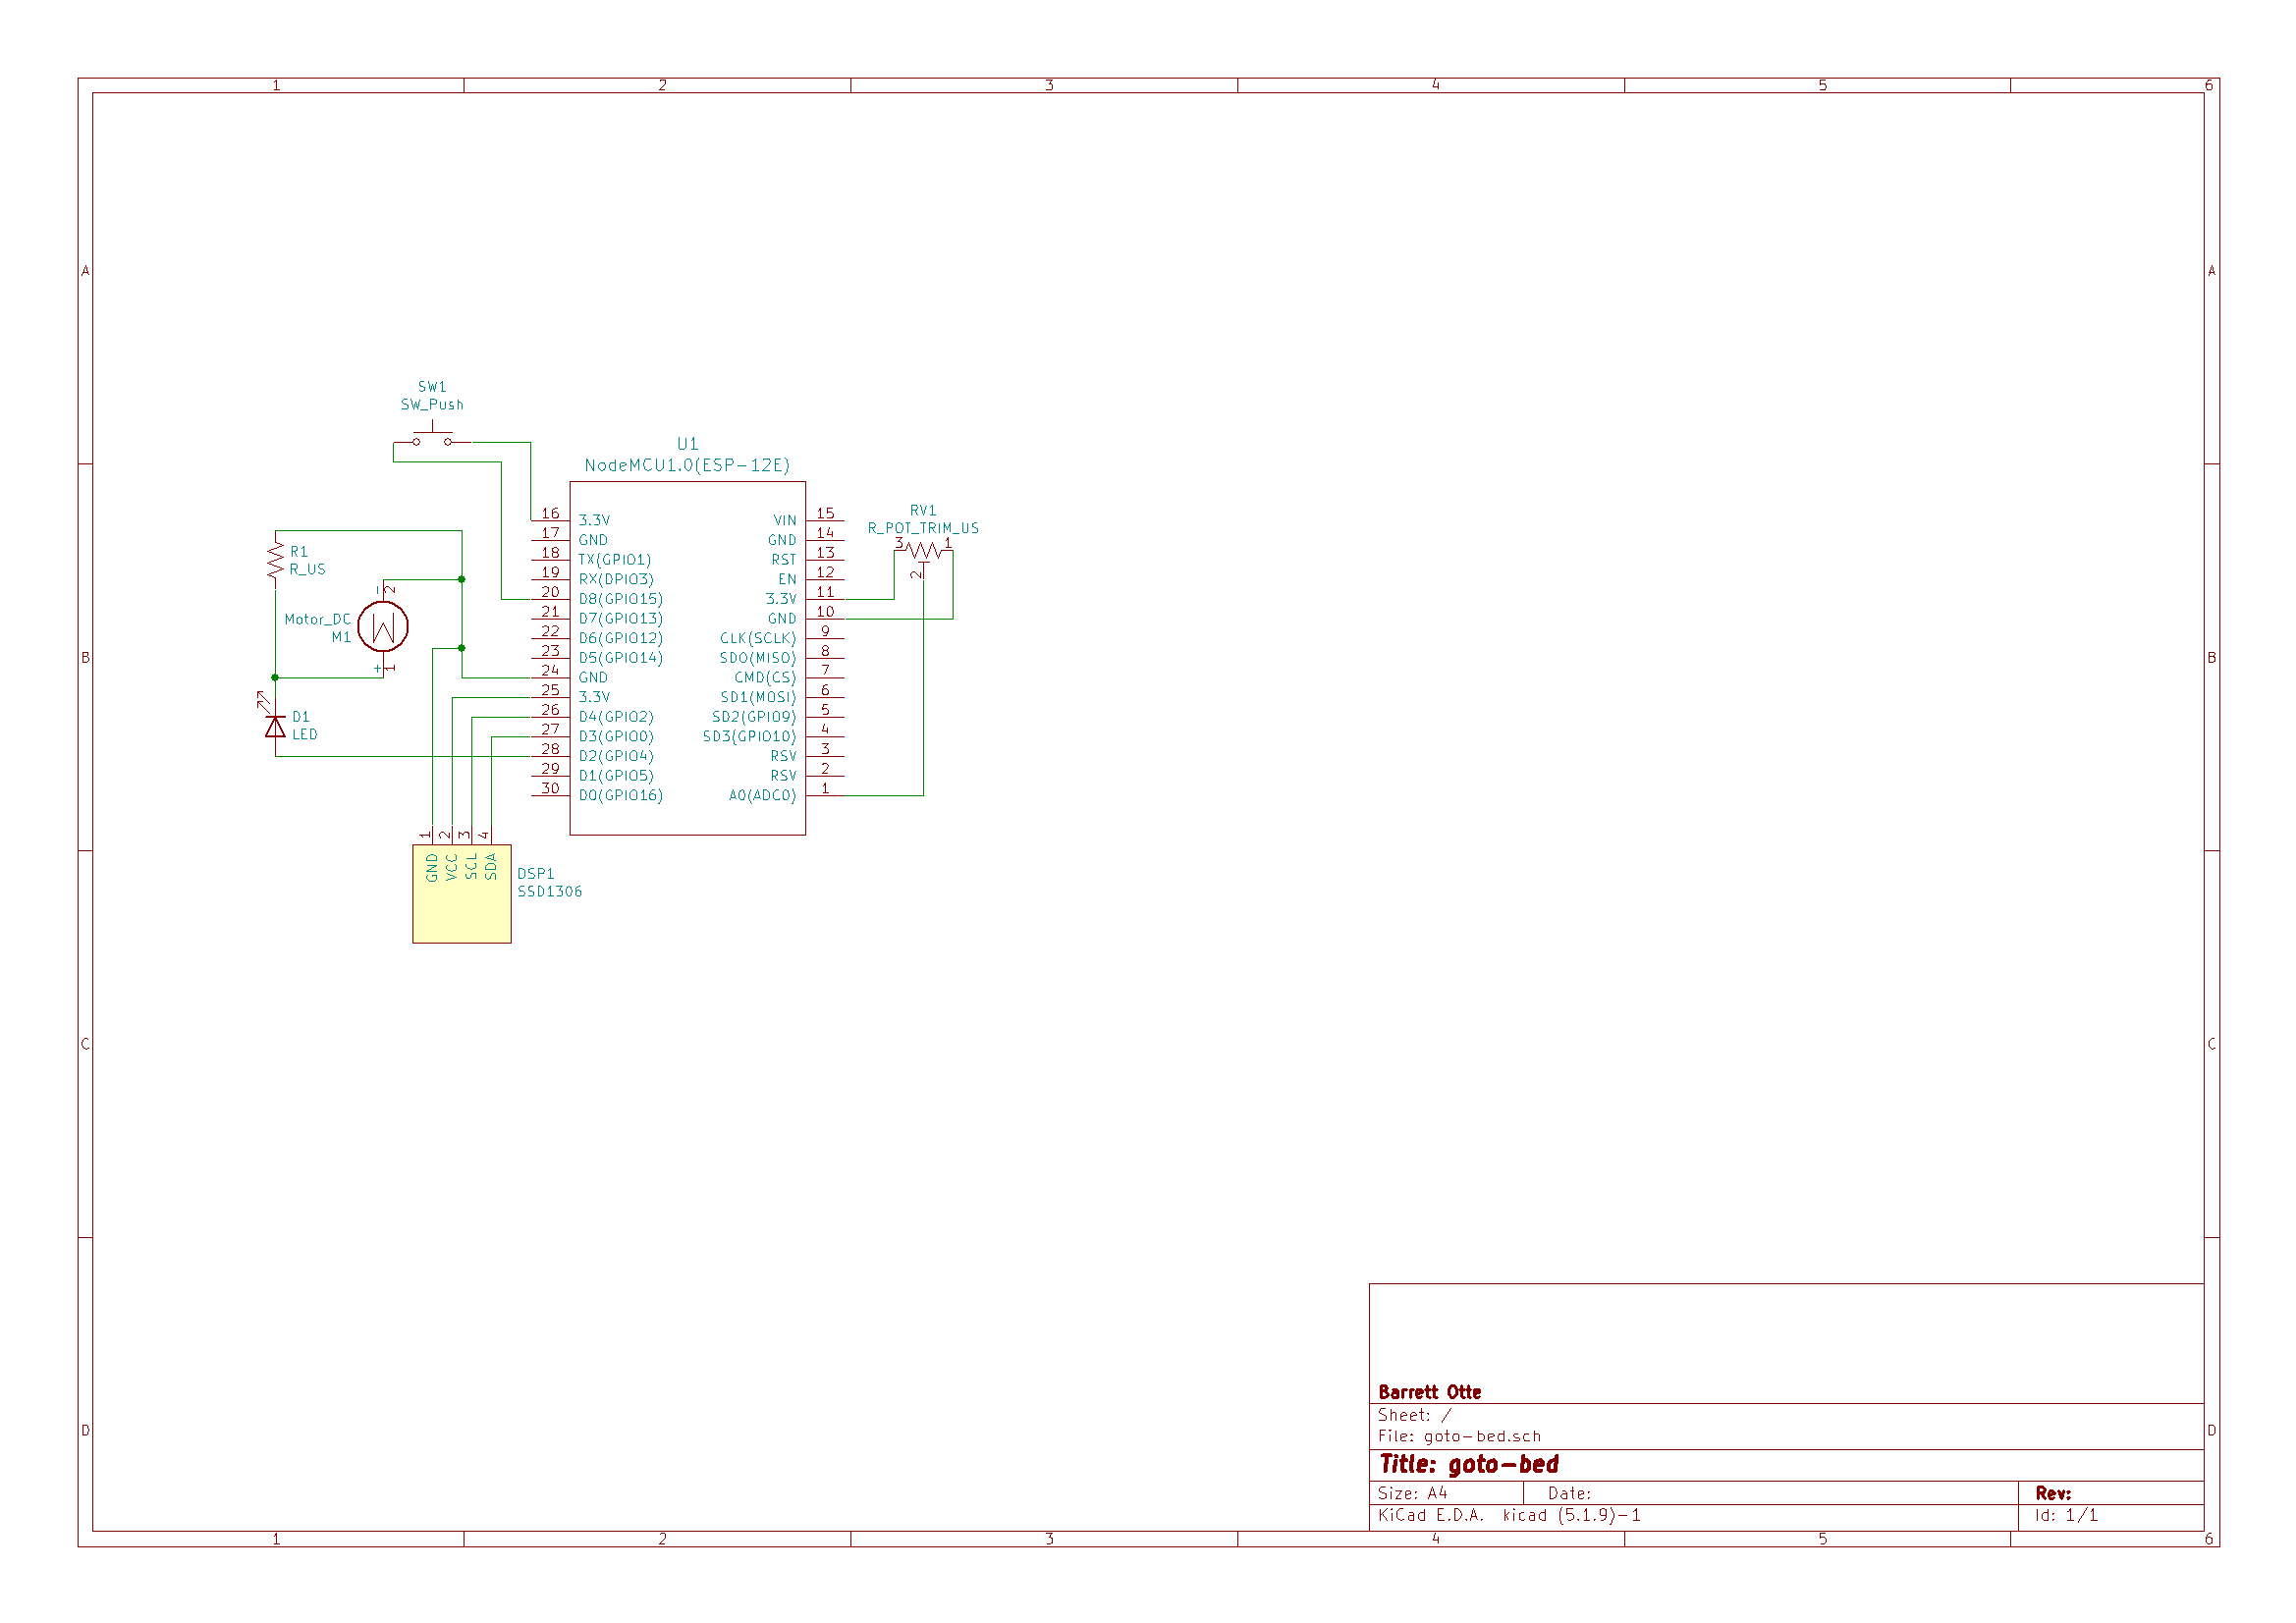 1 2 3 4 5 6
A A
SW1
SW_Push
U1
NodeMCU1.0(ESP-12E)
RV1
R_POT_TRIM_US
3 1
2
16 3.3V VIN 15
17 GND GND 14
18 TX(GPIO1) RST 13
19 RX(DPIO3) EN 12
20 D8(GPIO15) 3.3V 11
21 D7(GPIO13) GND 10
22 D6(GPIO12) CLK(SCLK) 9
23 D5(GPIO14) SD0(MISO) 8
24 GND CMD(CS) 7
25 3.3V SD1(MOSI) 6
26 D4(GPIO2) SD2(GPIO9) 5
27 D3(GPIO0) SD3(GPIO10) 4
28 D2(GPIO4) RSV 3
29 D1(GPIO5) RSV 2
30 D0(GPIO16) A0(ADC0) 1
R1
R_US
- 2
Motor_DC
M1
+ 1
B B
D1
LED
1 2 3 4
GND VCC SCL SDA
DSP1
SSD1306
C C
Barrett Otte
Sheet: /
File: goto-bed.sch
D D
Title: goto-bed
Size: A4 Date: Rev:
KiCad E.D.A. kicad (5.1.9)-1 Id: 1/1
1 2 3 4 5 6